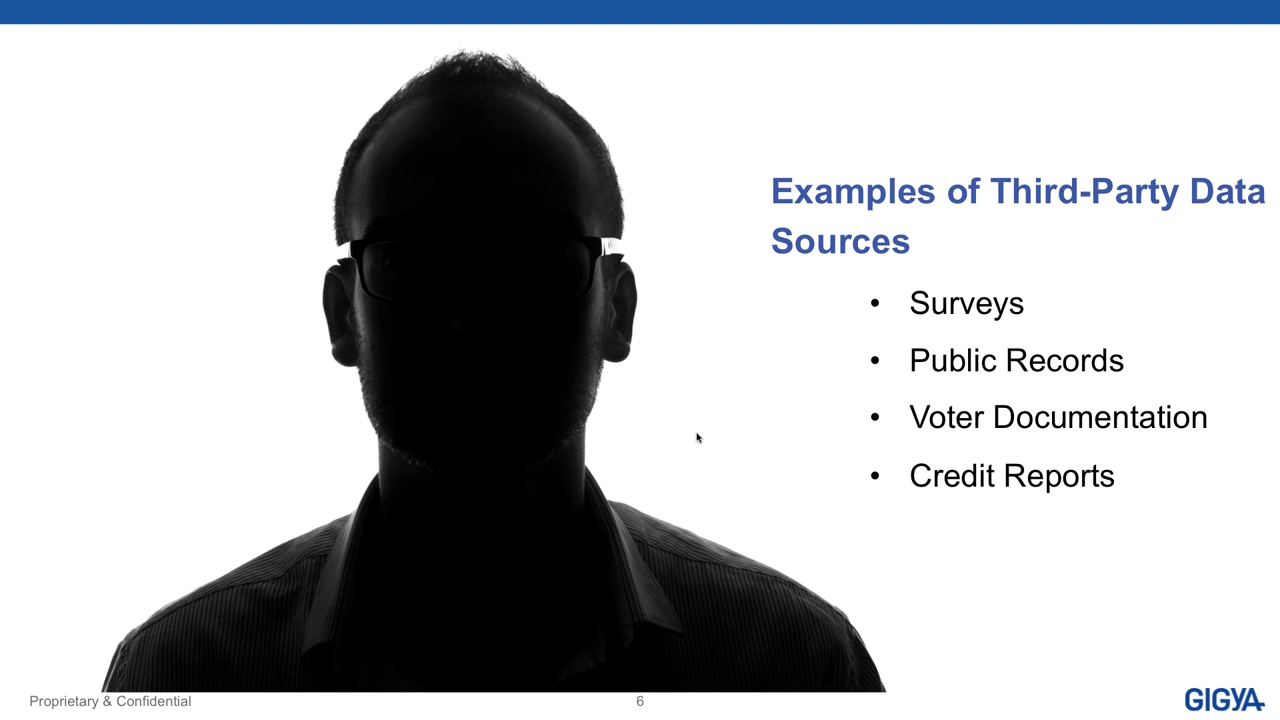 Examples of Third-Party Data
Sources
• Surveys
• Public Records
• Voter Documentation
• Credit Reports
Proprietary & Confidential
6
GIGYA